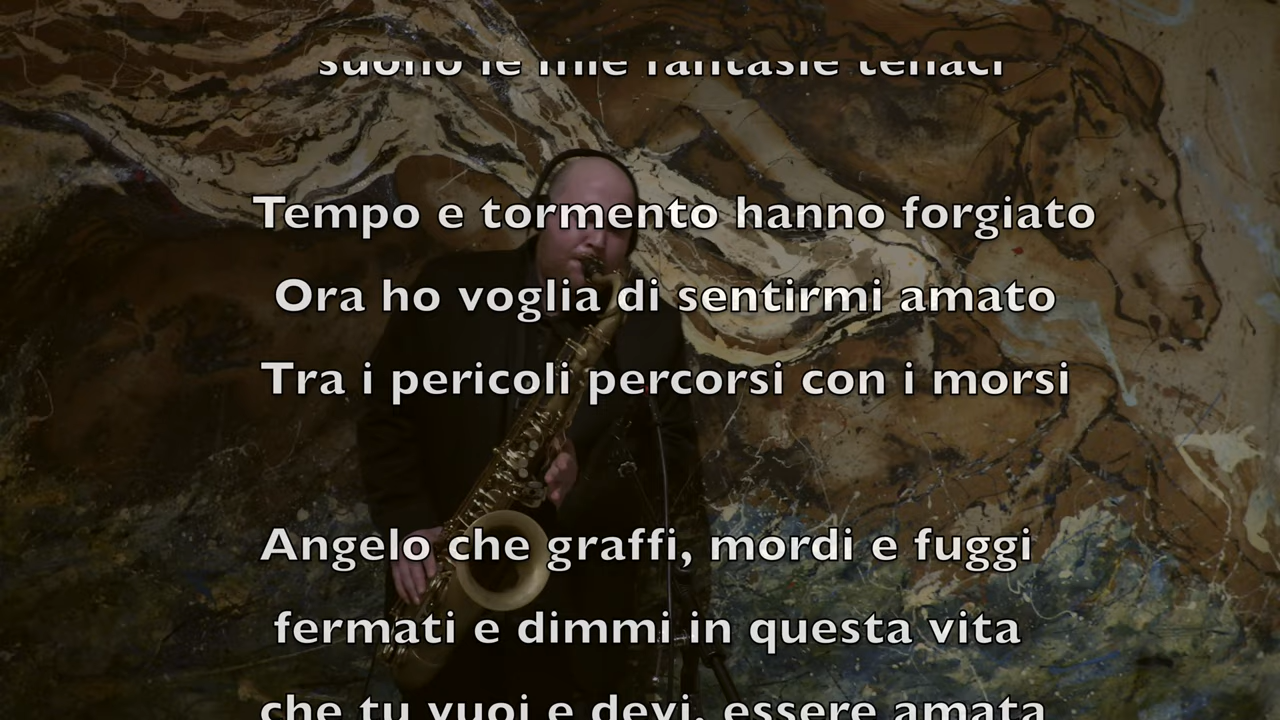 suono le mie fantasie tenaci
Tempo e tormento hanno forgiato
Ora ho voglia di sentirmi amato
Tra i pericoli percorsi con i morsi
Angelo che graffi, mordi e fuggi
fermati e dimmi in questa vita
che tu vuoi e devi, essere amata